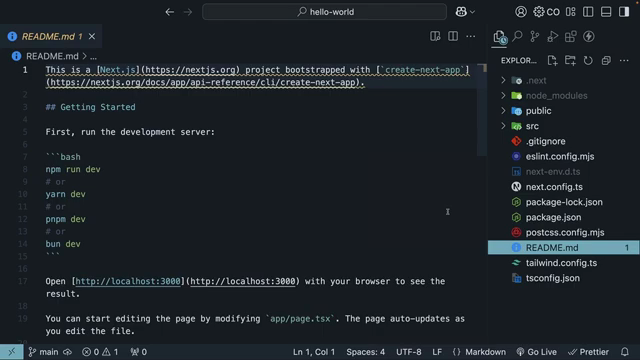 hello-world
CO
README.md 1
README.md > ...
EXPLOR...
1 This is a [Next.js](https://nextjs.org) project bootstrapped with [`create-next-app`]
(https://nextjs.org/docs/app/api-reference/cli/create-next-app).
2
3 ## Getting Started
4
5 First, run the development server:
6
7 ```bash
8 npm run dev
9 # or
10 yarn dev
11 # or
12 pnpm dev
13 # or
14 bun dev
15 ```
16
17 Open [http://localhost:3000](http://localhost:3000) with your browser to see the
result.
18
19 You can start editing the page by modifying `app/page.tsx`. The page auto-updates as
you edit the file.
.next
node_modules
public
src
.gitignore
eslint.config.mjs
next-env.d.ts
next.config.ts
package-lock.json
package.json
postcss.config.mjs
README.md
tailwind.config.ts
tsconfig.json
main 0 1 0 Ln 1, Col 1 Spaces: 4 UTF-8 LF Markdown Go Live Prettier